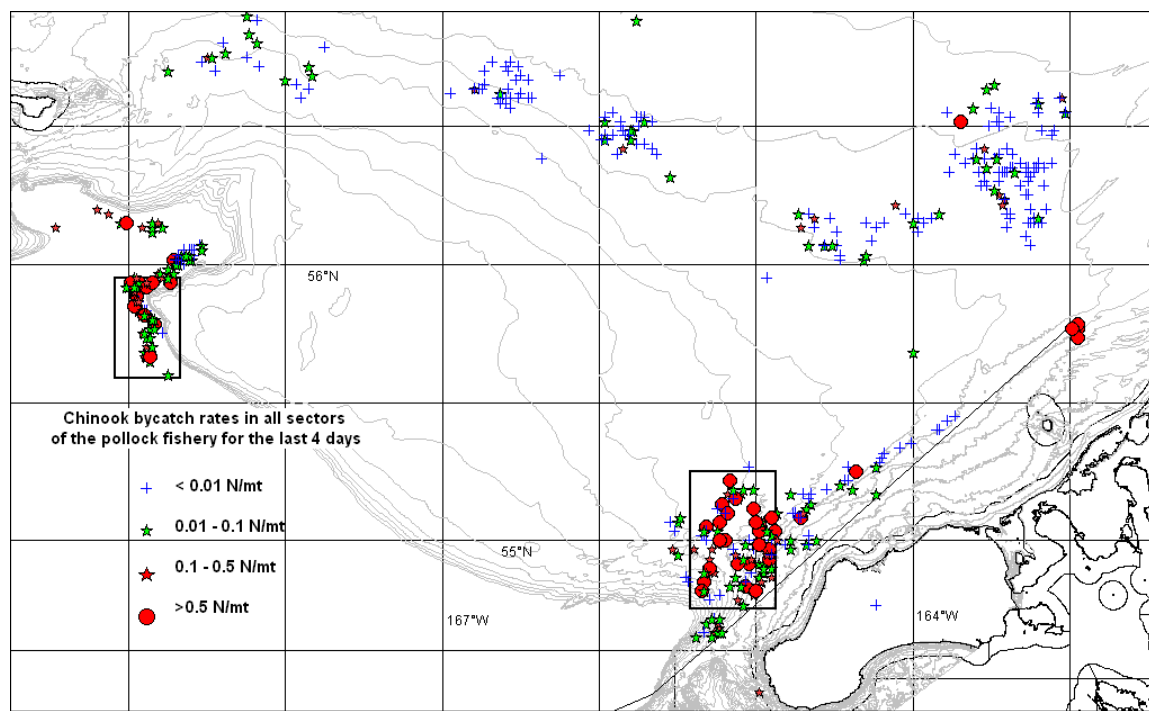 56°N
Chinook bycatch rates in all sectors
of the pollock fishery for the last 4 days
< 0.01 N/mt
0.01 - 0.1 N/mt
0.1 - 0.5 N/mt
>0.5 N/mt
55°N
167°W
164°W